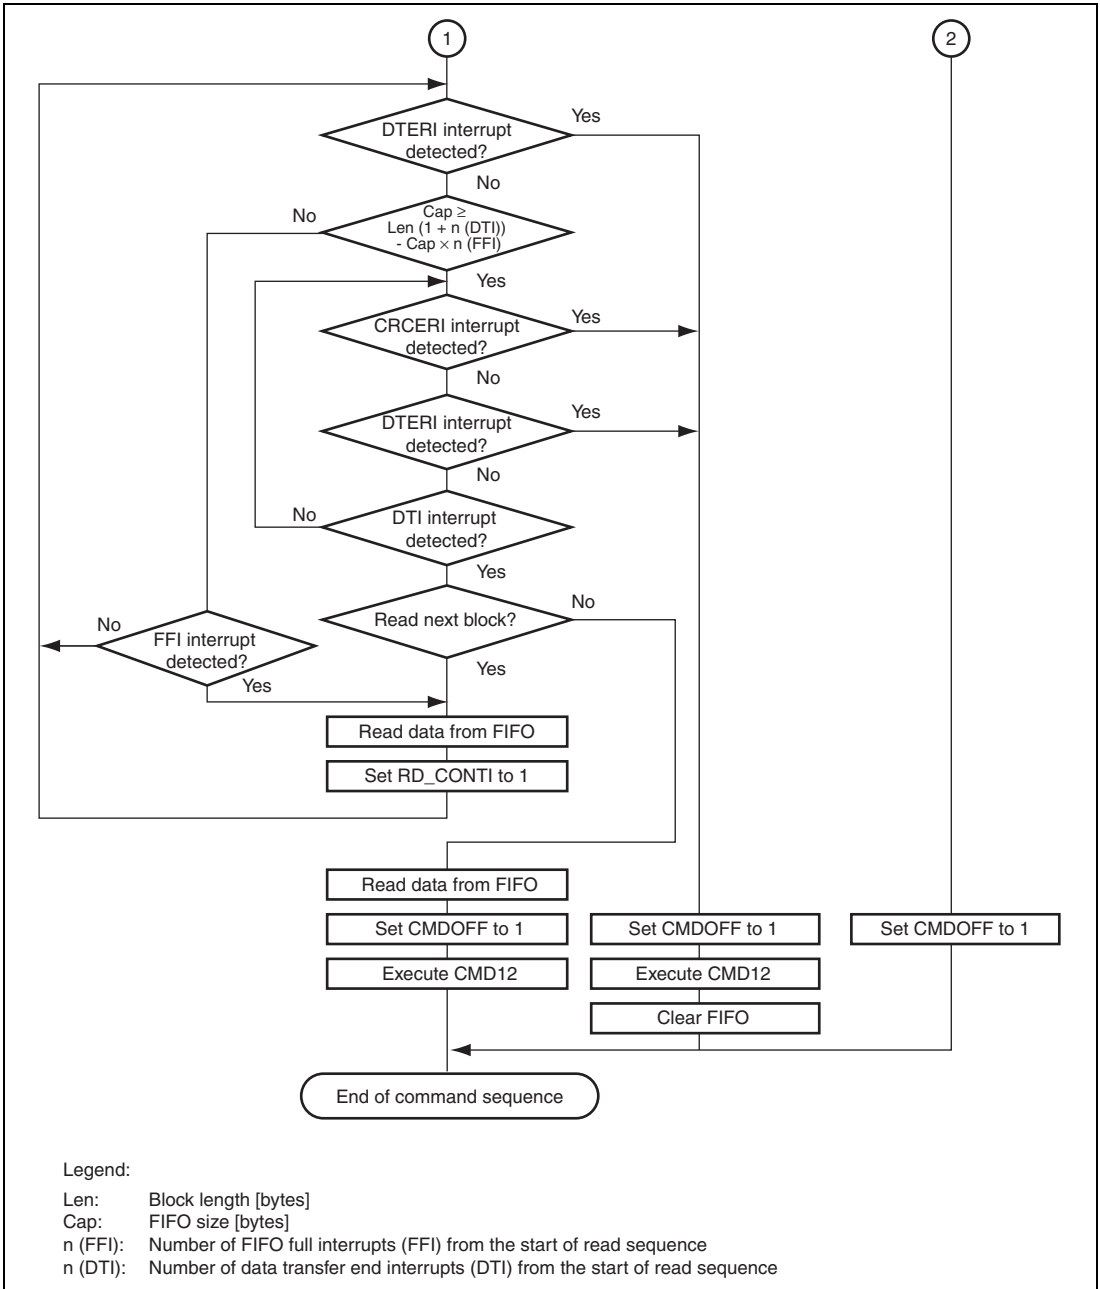 1
2
DTERI interrupt
detected?
Yes
No
Cap ≥
Len (1 + n (DTI))
- Cap × n (FFI)
No
Yes
CRCERI interrupt
detected?
Yes
No
DTERI interrupt
detected?
Yes
No
DTI interrupt
detected?
No
Yes
Read next block?
No
Yes
FFI interrupt
detected?
No
Yes
Read data from FIFO
Set RD_CONTI to 1
Read data from FIFO
Set CMDOFF to 1
Execute CMD12
Set CMDOFF to 1
Execute CMD12
Clear FIFO
Set CMDOFF to 1
End of command sequence
Legend:
Len: Block length [bytes]
Cap: FIFO size [bytes]
n (FFI): Number of FIFO full interrupts (FFI) from the start of read sequence
n (DTI): Number of data transfer end interrupts (DTI) from the start of read sequence